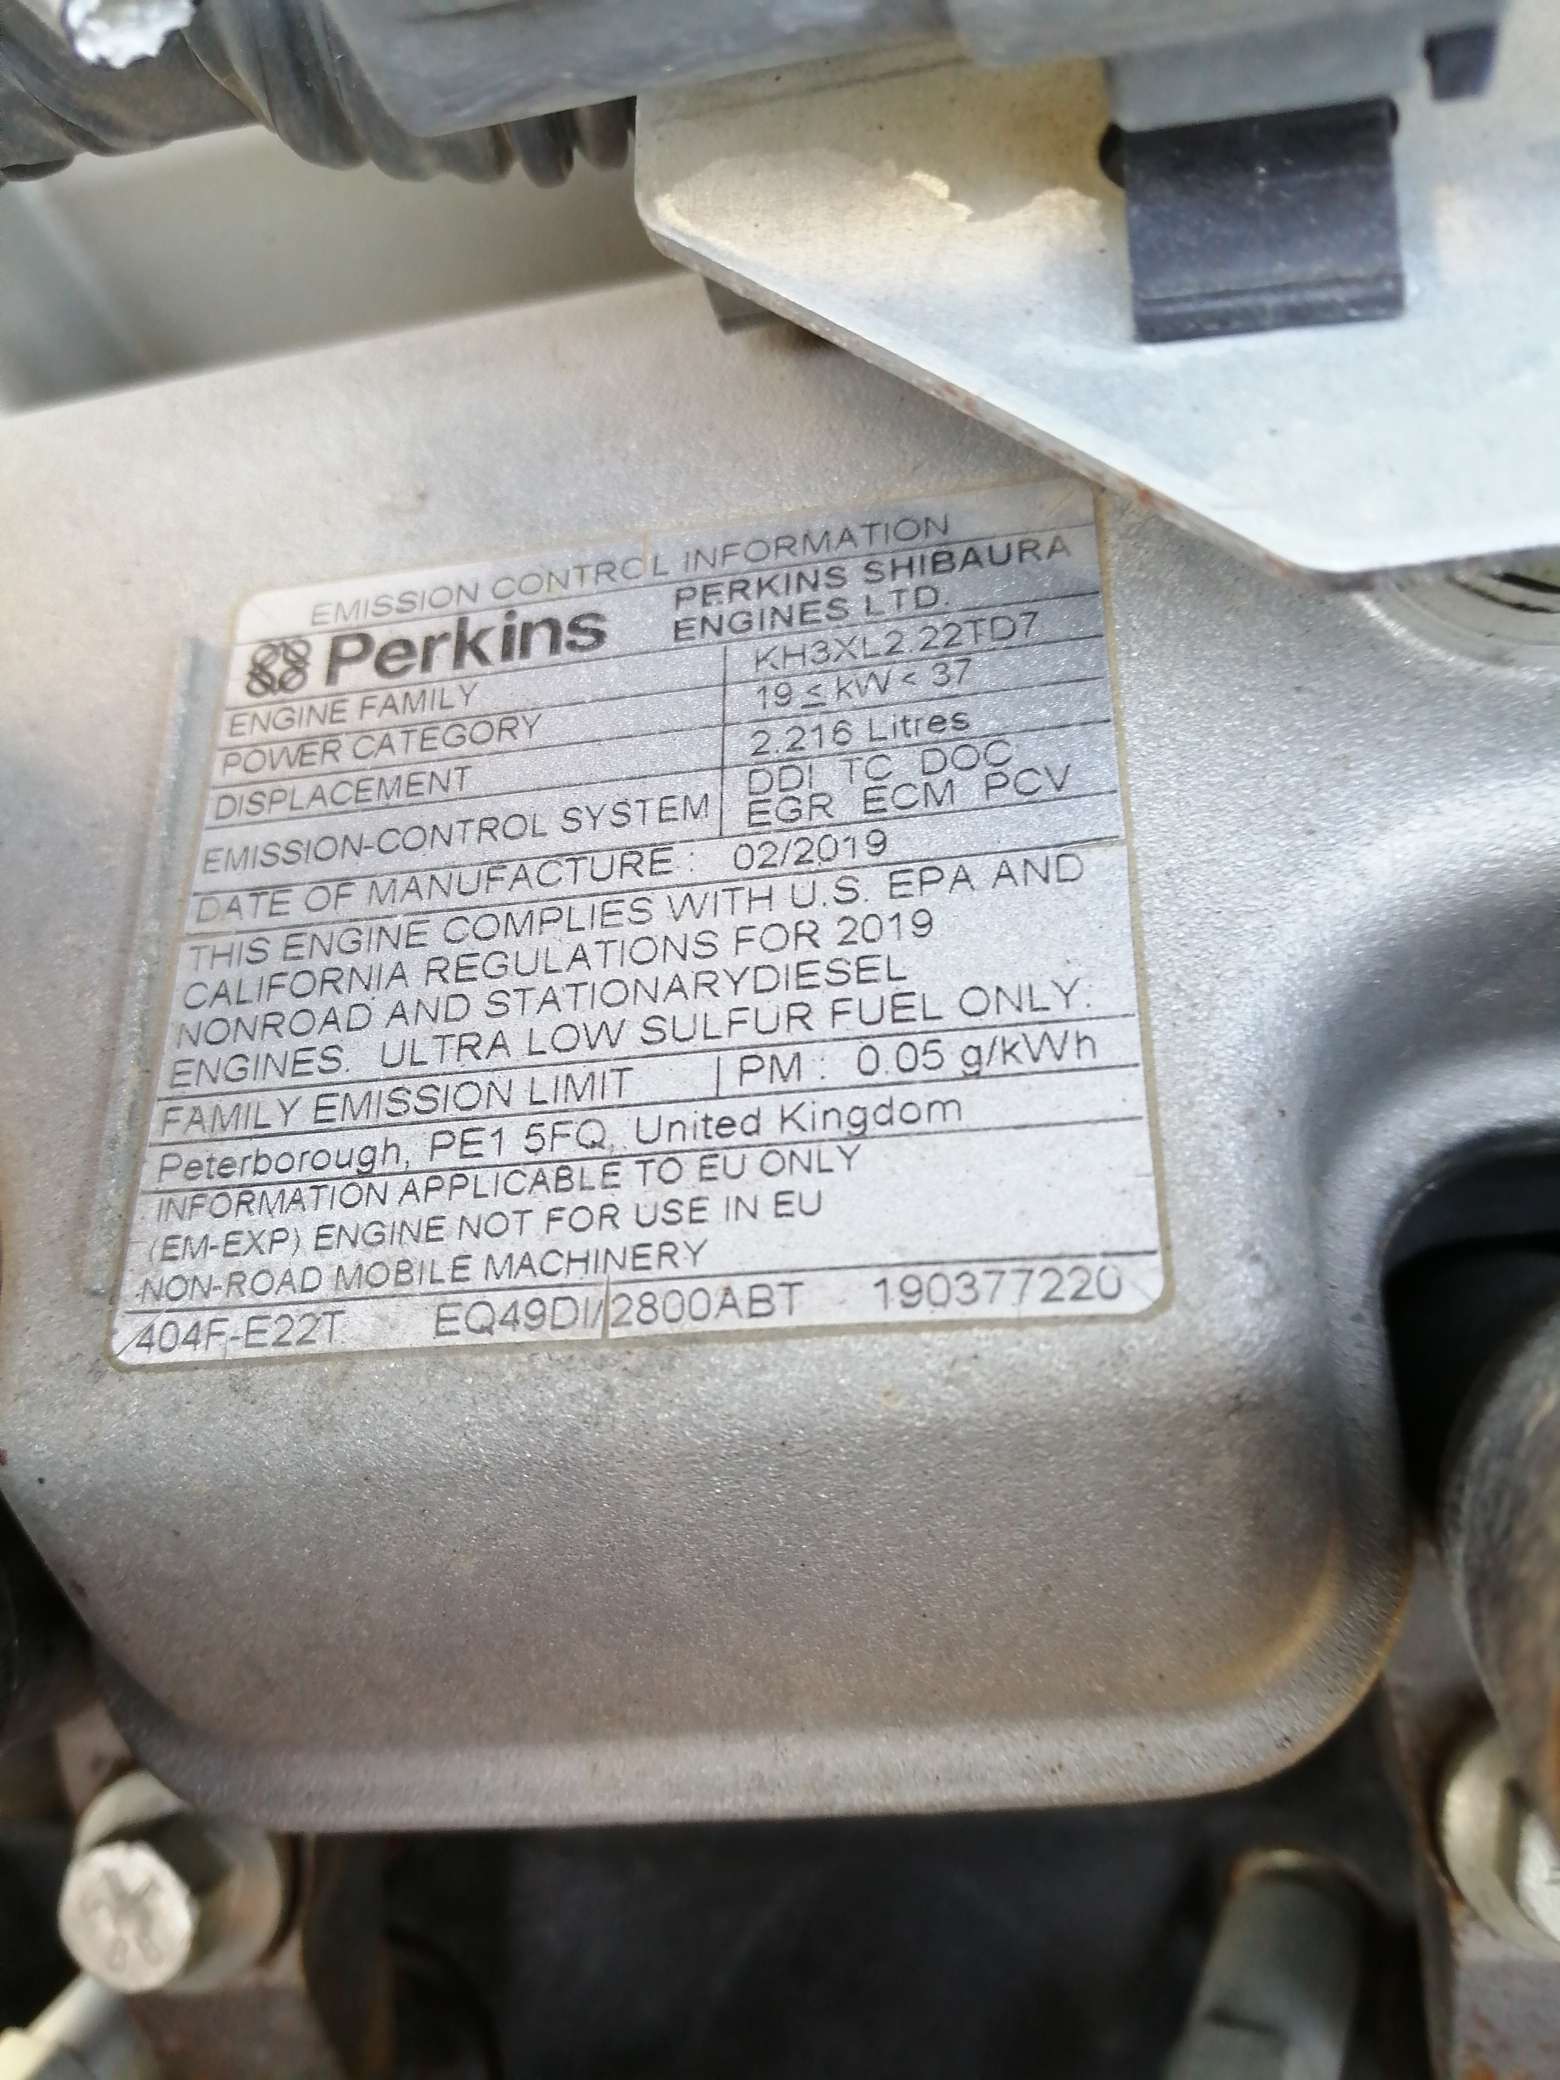 EMISSION CONTROL INFORMATION
Perkins PERKINS SHIBAURA
ENGINES LTD.
ENGINE FAMILY KH3XL2.22TD7
POWER CATEGORY 19 ≤ kW < 37
DISPLACEMENT 2.216 Litres
EMISSION-CONTROL SYSTEM DDI TC DOC
EGR ECM PCV
DATE OF MANUFACTURE : 02/2019
THIS ENGINE COMPLIES WITH U.S. EPA AND
CALIFORNIA REGULATIONS FOR 2019
NONROAD AND STATIONARYDIESEL
ENGINES. ULTRA LOW SULFUR FUEL ONLY.
FAMILY EMISSION LIMIT PM : 0.05 g/kWh
Peterborough, PE1 5FQ, United Kingdom
INFORMATION APPLICABLE TO EU ONLY
(EM-EXP) ENGINE NOT FOR USE IN EU
NON-ROAD MOBILE MACHINERY
404F-E22T EQ49DI/2800ABT 190377220